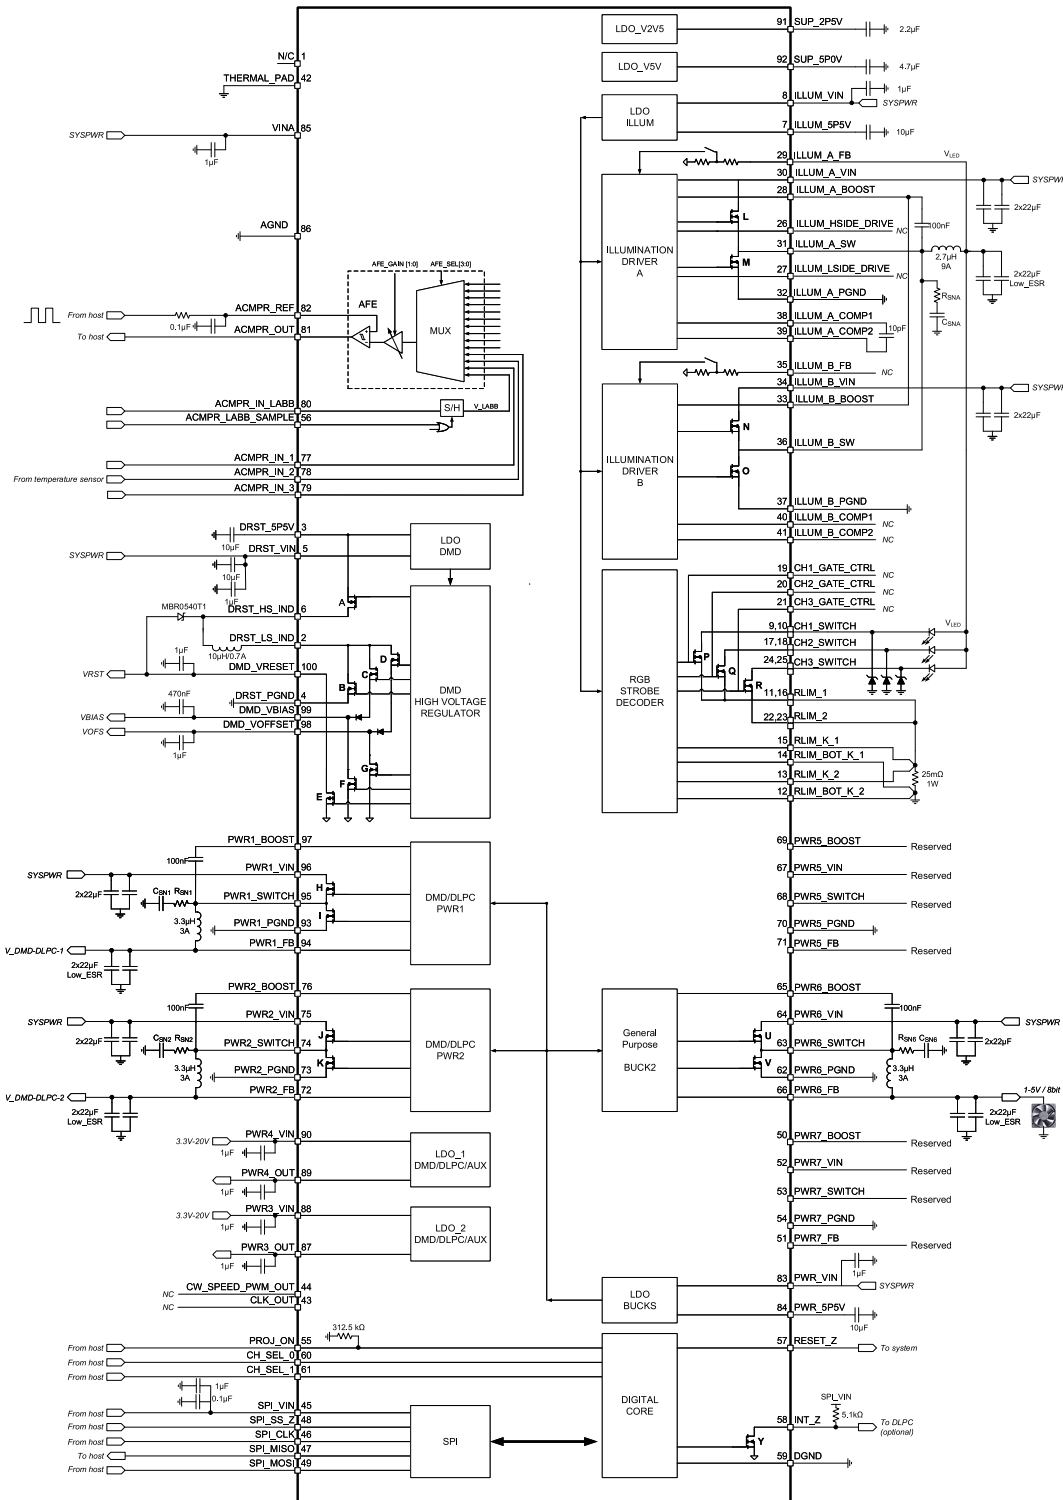 N/C 1
THERMAL_PAD 42
SYSPWR
VINA 85
1µF
AGND
86
AFE_GAIN [1:0]
AFE_SEL[3:0]
AFE
MUX
From host
ACMPR_REF 82
0.1µF
To host
ACMPR_OUT 81
ACMPR_IN_LABB 80
S/H
V_LABB
ACMPR_LABB_SAMPLE 56
ACMPR_IN_1 77
From temperature sensor
ACMPR_IN_2 78
ACMPR_IN_3 79
DRST_5P5V 3
10µF
LDO
DMD
SYSPWR
DRST_VIN 5
10µF
1µF
MBR0540T1
DRST_HS_IND 6
A
DRST_LS_IND 2
10µH/0.7A
D
C
B
1µF
VRST
DMD_VRESET 100
470nF
DRST_PGND 4
VBIAS
DMD_VBIAS 99
VOFS
DMD_VOFFSET 98
1µF
DMD
HIGH VOLTAGE
REGULATOR
G
F
E
PWR1_BOOST 97
100nF
SYSPWR
PWR1_VIN 96
2x22µF
CSN1 RSN1
PWR1_SWITCH 95
H
I
3.3µH
3A
PWR1_PGND 93
V_DMD-DLPC-1
PWR1_FB 94
2x22µF
Low_ESR
DMD/DLPC
PWR1
PWR2_BOOST 76
100nF
SYSPWR
PWR2_VIN 75
2x22µF
CSN2 RSN2
PWR2_SWITCH 74
J
K
3.3µH
3A
PWR2_PGND 73
V_DMD-DLPC-2
PWR2_FB 72
2x22µF
Low_ESR
DMD/DLPC
PWR2
3.3V-20V
PWR4_VIN 90
1µF
PWR4_OUT 89
1µF
LDO_1
DMD/DLPC/AUX
3.3V-20V
PWR3_VIN 88
1µF
PWR3_OUT 87
1µF
LDO_2
DMD/DLPC/AUX
NC
CW_SPEED_PWM_OUT 44
NC
CLK_OUT 43
312.5 kΩ
From host
PROJ_ON 55
From host
CH_SEL_0 60
From host
CH_SEL_1 61
1µF
0.1µF
From host
SPI_VIN 45
From host
SPI_SS_Z 48
From host
SPI_CLK 46
To host
SPI_MISO 47
From host
SPI_MOSI 49
SPI
LDO_V2V5
91 SUP_2P5V
2.2µF
LDO_V5V
92 SUP_5P0V
4.7µF
LDO
ILLUM
1µF
8 ILLUM_VIN
SYSPWR
7 ILLUM_5P5V
10µF
29 ILLUM_A_FB
VLED
30 ILLUM_A_VIN
SYSPWR
28 ILLUM_A_BOOST
2x22µF
L
100nF
26 ILLUM_HSIDE_DRIVE
NC
31 ILLUM_A_SW
ILLUMINATION
DRIVER
A
M
2.7µH
9A
27 ILLUM_LSIDE_DRIVE
NC
2x22µF
Low_ESR
32 ILLUM_A_PGND
RSNA
CSNA
38 ILLUM_A_COMP1
39 ILLUM_A_COMP2
10pF
35 ILLUM_B_FB
NC
34 ILLUM_B_VIN
SYSPWR
33 ILLUM_B_BOOST
2x22µF
N
36 ILLUM_B_SW
ILLUMINATION
DRIVER
B
O
37 ILLUM_B_PGND
40 ILLUM_B_COMP1
NC
41 ILLUM_B_COMP2
NC
19 CH1_GATE_CTRL
NC
20 CH2_GATE_CTRL
NC
21 CH3_GATE_CTRL
NC
9,10 CH1_SWITCH
VLED
17,18 CH2_SWITCH
24,25 CH3_SWITCH
P
Q
R
RGB
STROBE
DECODER
11,16 RLIM_1
22,23 RLIM_2
15 RLIM_K_1
14 RLIM_BOT_K_1
13 RLIM_K_2
12 RLIM_BOT_K_2
25mΩ
1W
69 PWR5_BOOST
Reserved
67 PWR5_VIN
Reserved
68 PWR5_SWITCH
Reserved
70 PWR5_PGND
71 PWR5_FB
Reserved
65 PWR6_BOOST
100nF
64 PWR6_VIN
SYSPWR
General
Purpose
BUCK2
U
V
63 PWR6_SWITCH
RSN6 CSN6
2x22µF
62 PWR6_PGND
3.3µH
3A
66 PWR6_FB
1-5V / 8bit
2x22µF
Low_ESR
50 PWR7_BOOST
Reserved
52 PWR7_VIN
Reserved
53 PWR7_SWITCH
Reserved
54 PWR7_PGND
51 PWR7_FB
Reserved
LDO
BUCKS
83 PWR_VIN
1µF
SYSPWR
84 PWR_5P5V
10µF
57 RESET_Z
To system
DIGITAL
CORE
SPI_VIN
5.1kΩ
58 INT_Z
To DLPC
(optional)
Y
59 DGND